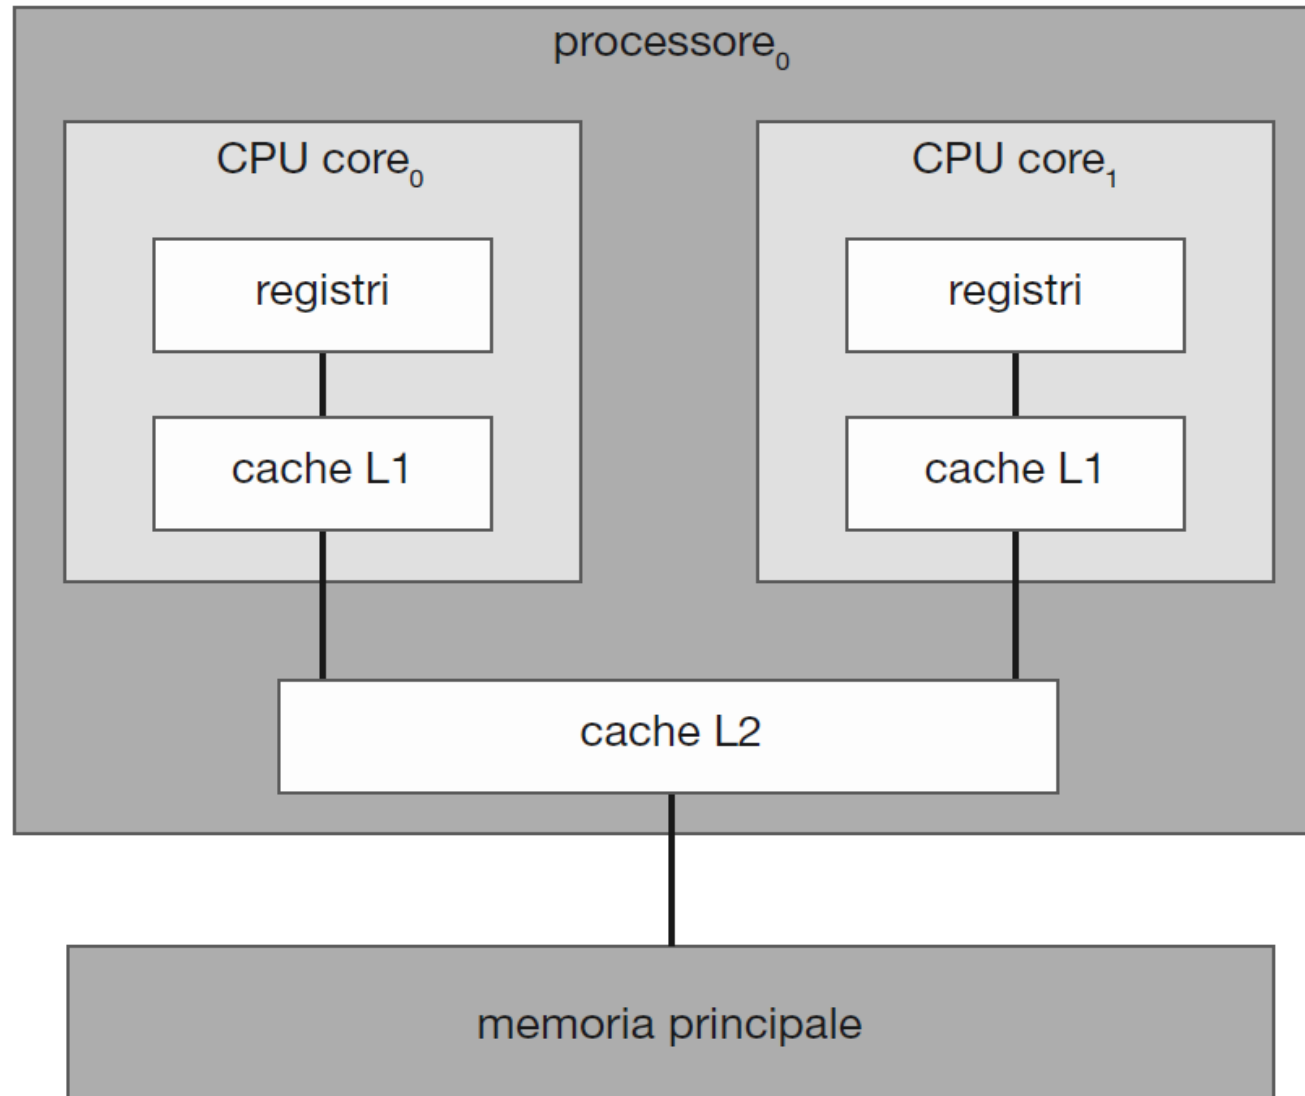 processore₀
CPU core₀
registri
cache L1
CPU core₁
registri
cache L1
cache L2
memoria principale